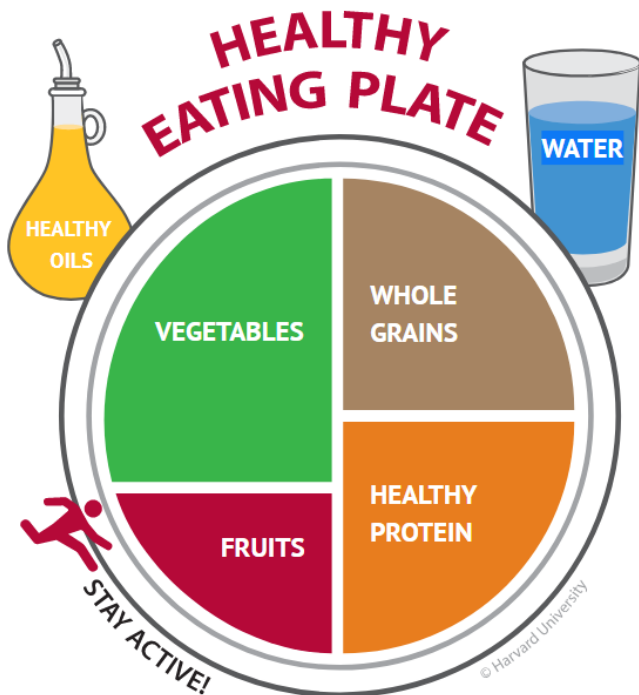 HEALTHY
EATING PLATE
HEALTHY
OILS
WATER
VEGETABLES
WHOLE
GRAINS
FRUITS
HEALTHY
PROTEIN
STAY ACTIVE!
© Harvard University